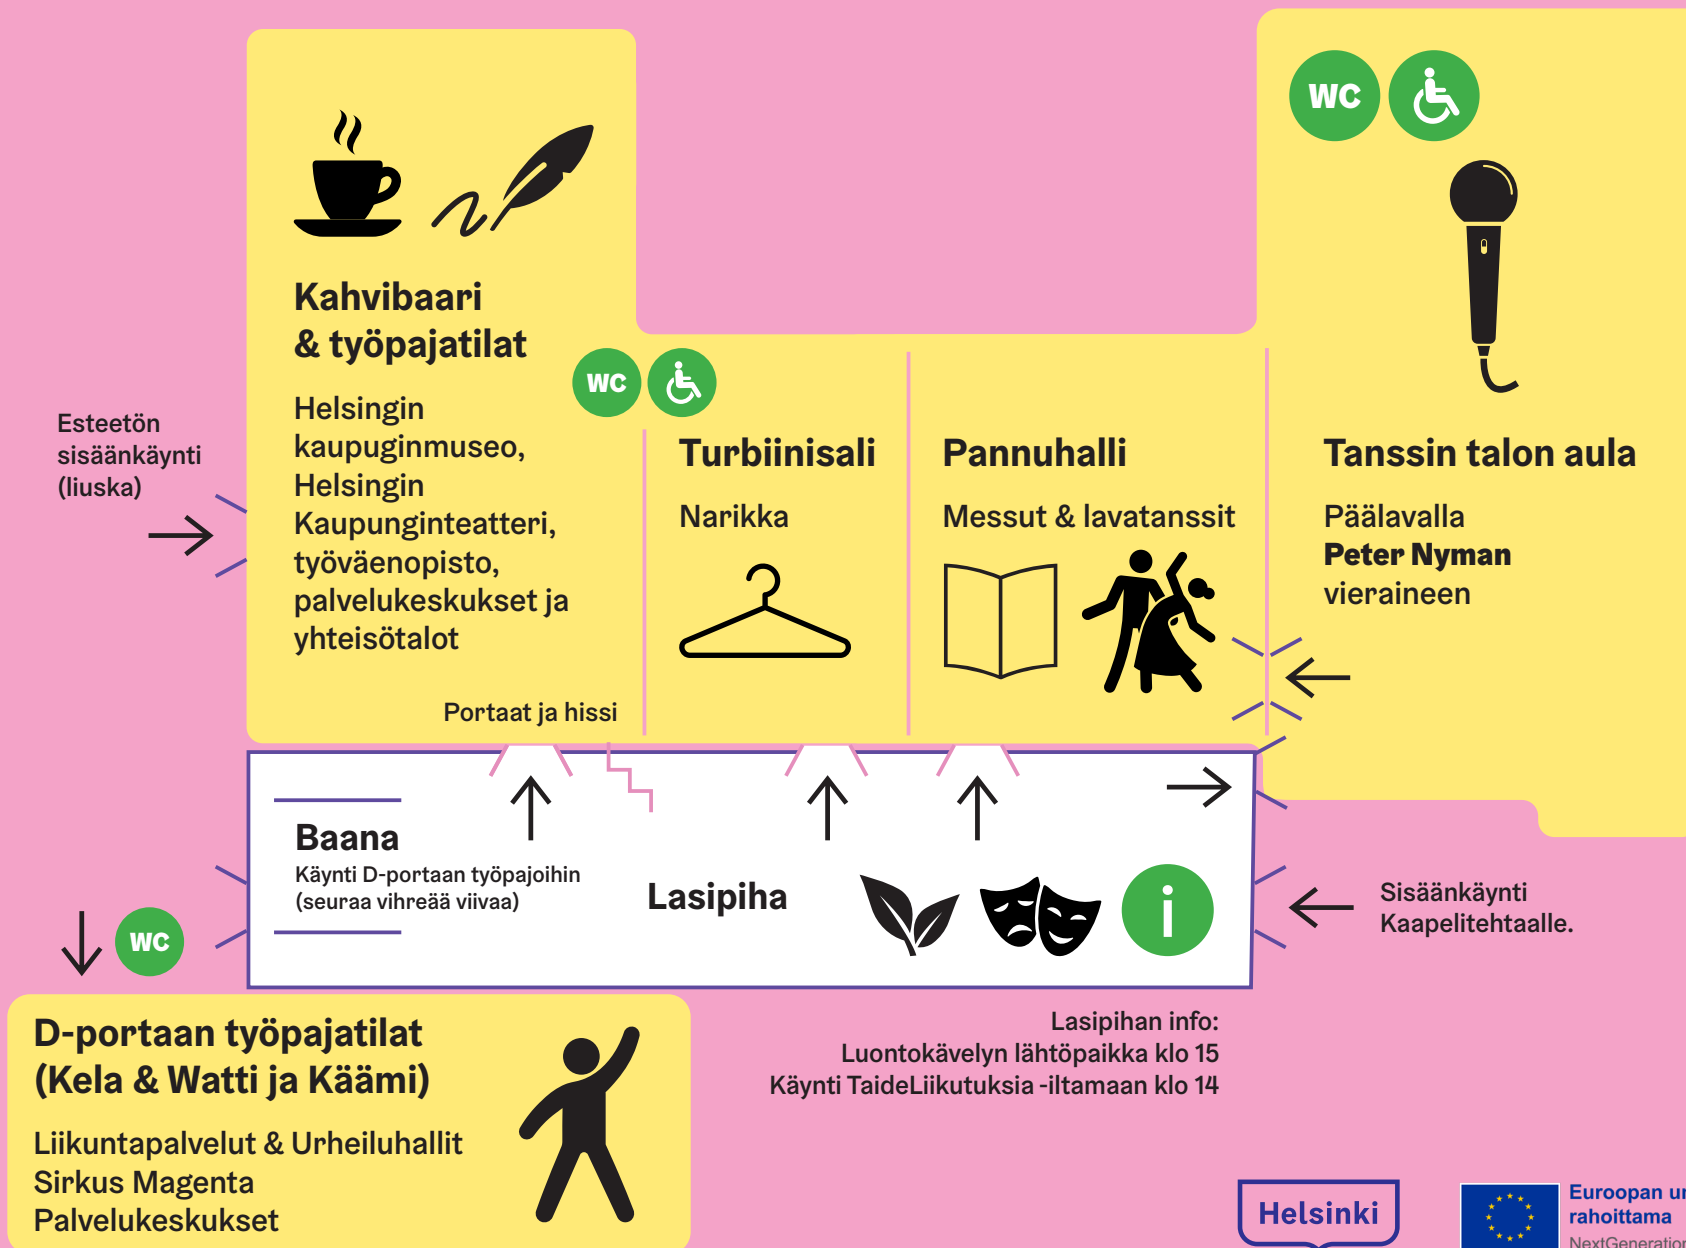 WC
Kahvibaari
& työpajatilat
Helsingin
kaupuginmuseo,
Helsingin
Kaupunginteatteri,
työväenopisto,
palvelukeskukset ja
yhteisötalot
Esteetön
sisäänkäynti
(liuska)
WC
Turbiinisali
Narikka
Pannuhalli
Messut & lavatanssit
Tanssin talon aula
Päälavalla
Peter Nyman
vieraineen
Portaat ja hissi
Baana
Käynti D-portaan työpajoihin
(seuraa vihreää viivaa)
Lasipiha
i
Sisäänkäynti
Kaapelitehtaalle.
WC
D-portaan työpajatilat
(Kela & Watti ja Käämi)
Liikuntapalvelut & Urheiluhallit
Sirkus Magenta
Palvelukeskukset
Lasipihan info:
Luontokävelyn lähtöpaikka klo 15
Käynti TaideLiikutuksia -iltamaan klo 14
Helsinki
Euroopan
rahoittama
NextGeneration